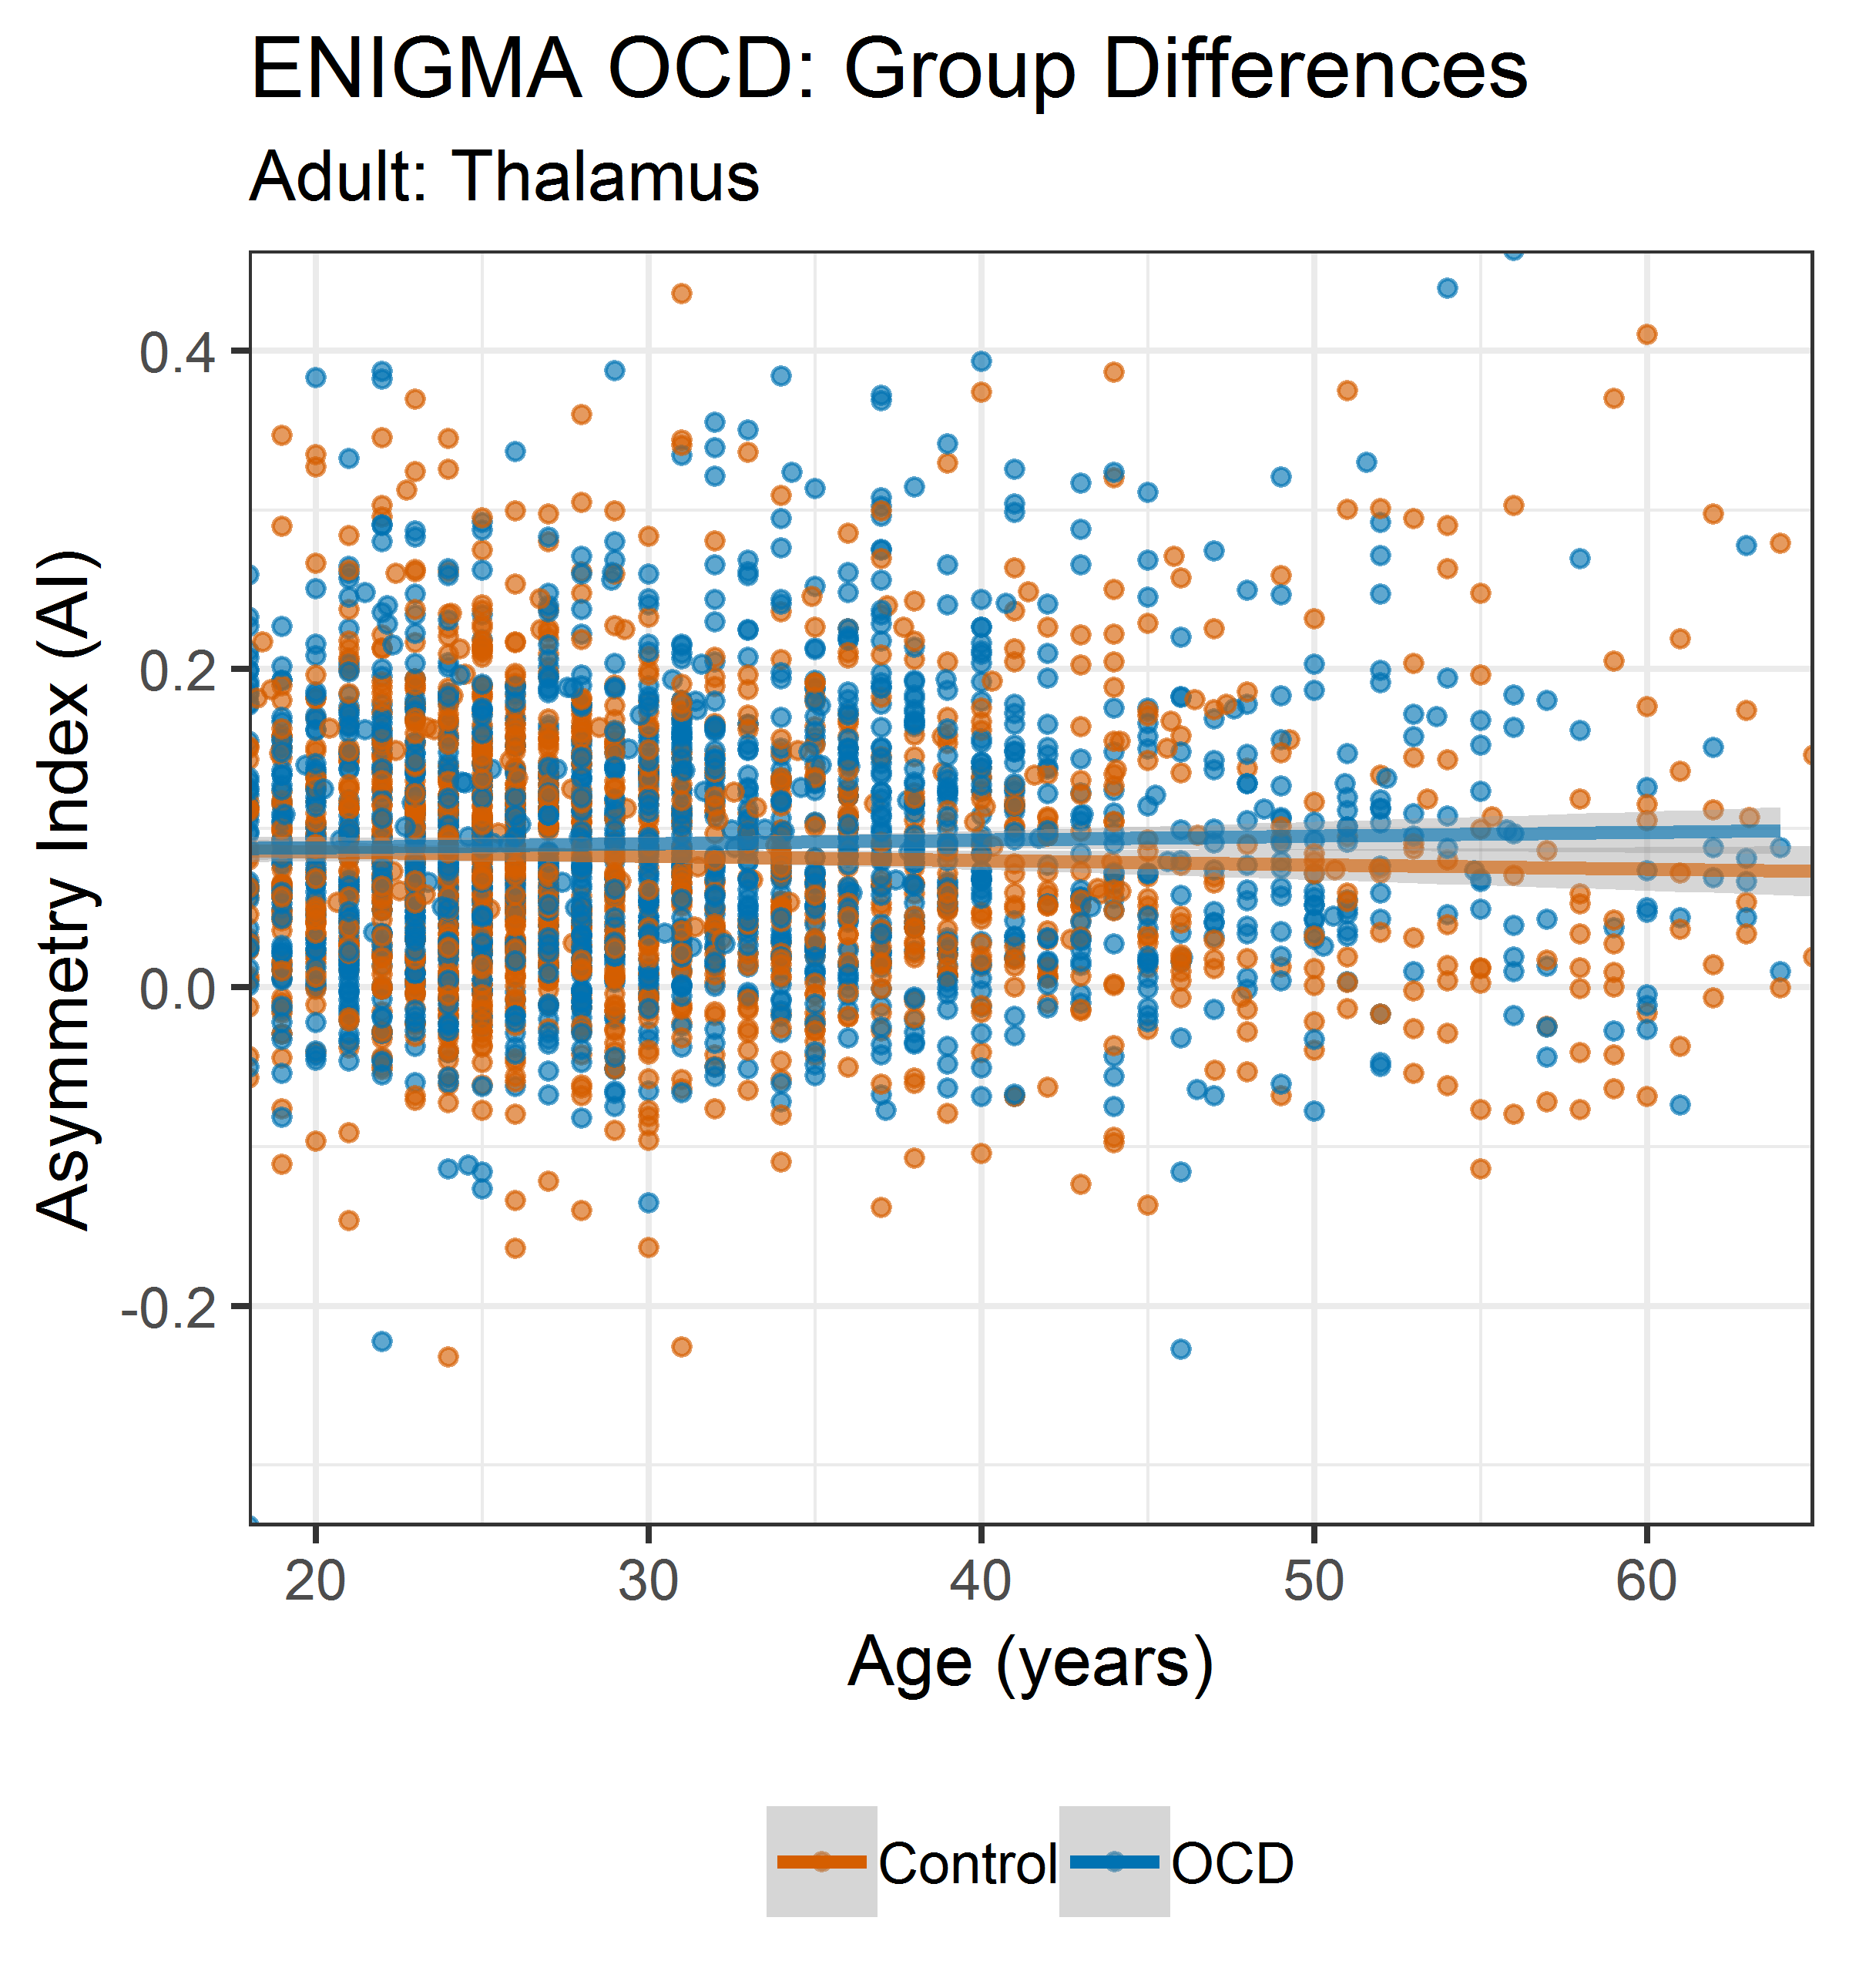 ENIGMA OCD: Group Differences
Adult: Thalamus
Asymmetry Index (AI)
0.4
0.2
0.0
-0.2
20 30 40 50 60
Age (years)
Control OCD